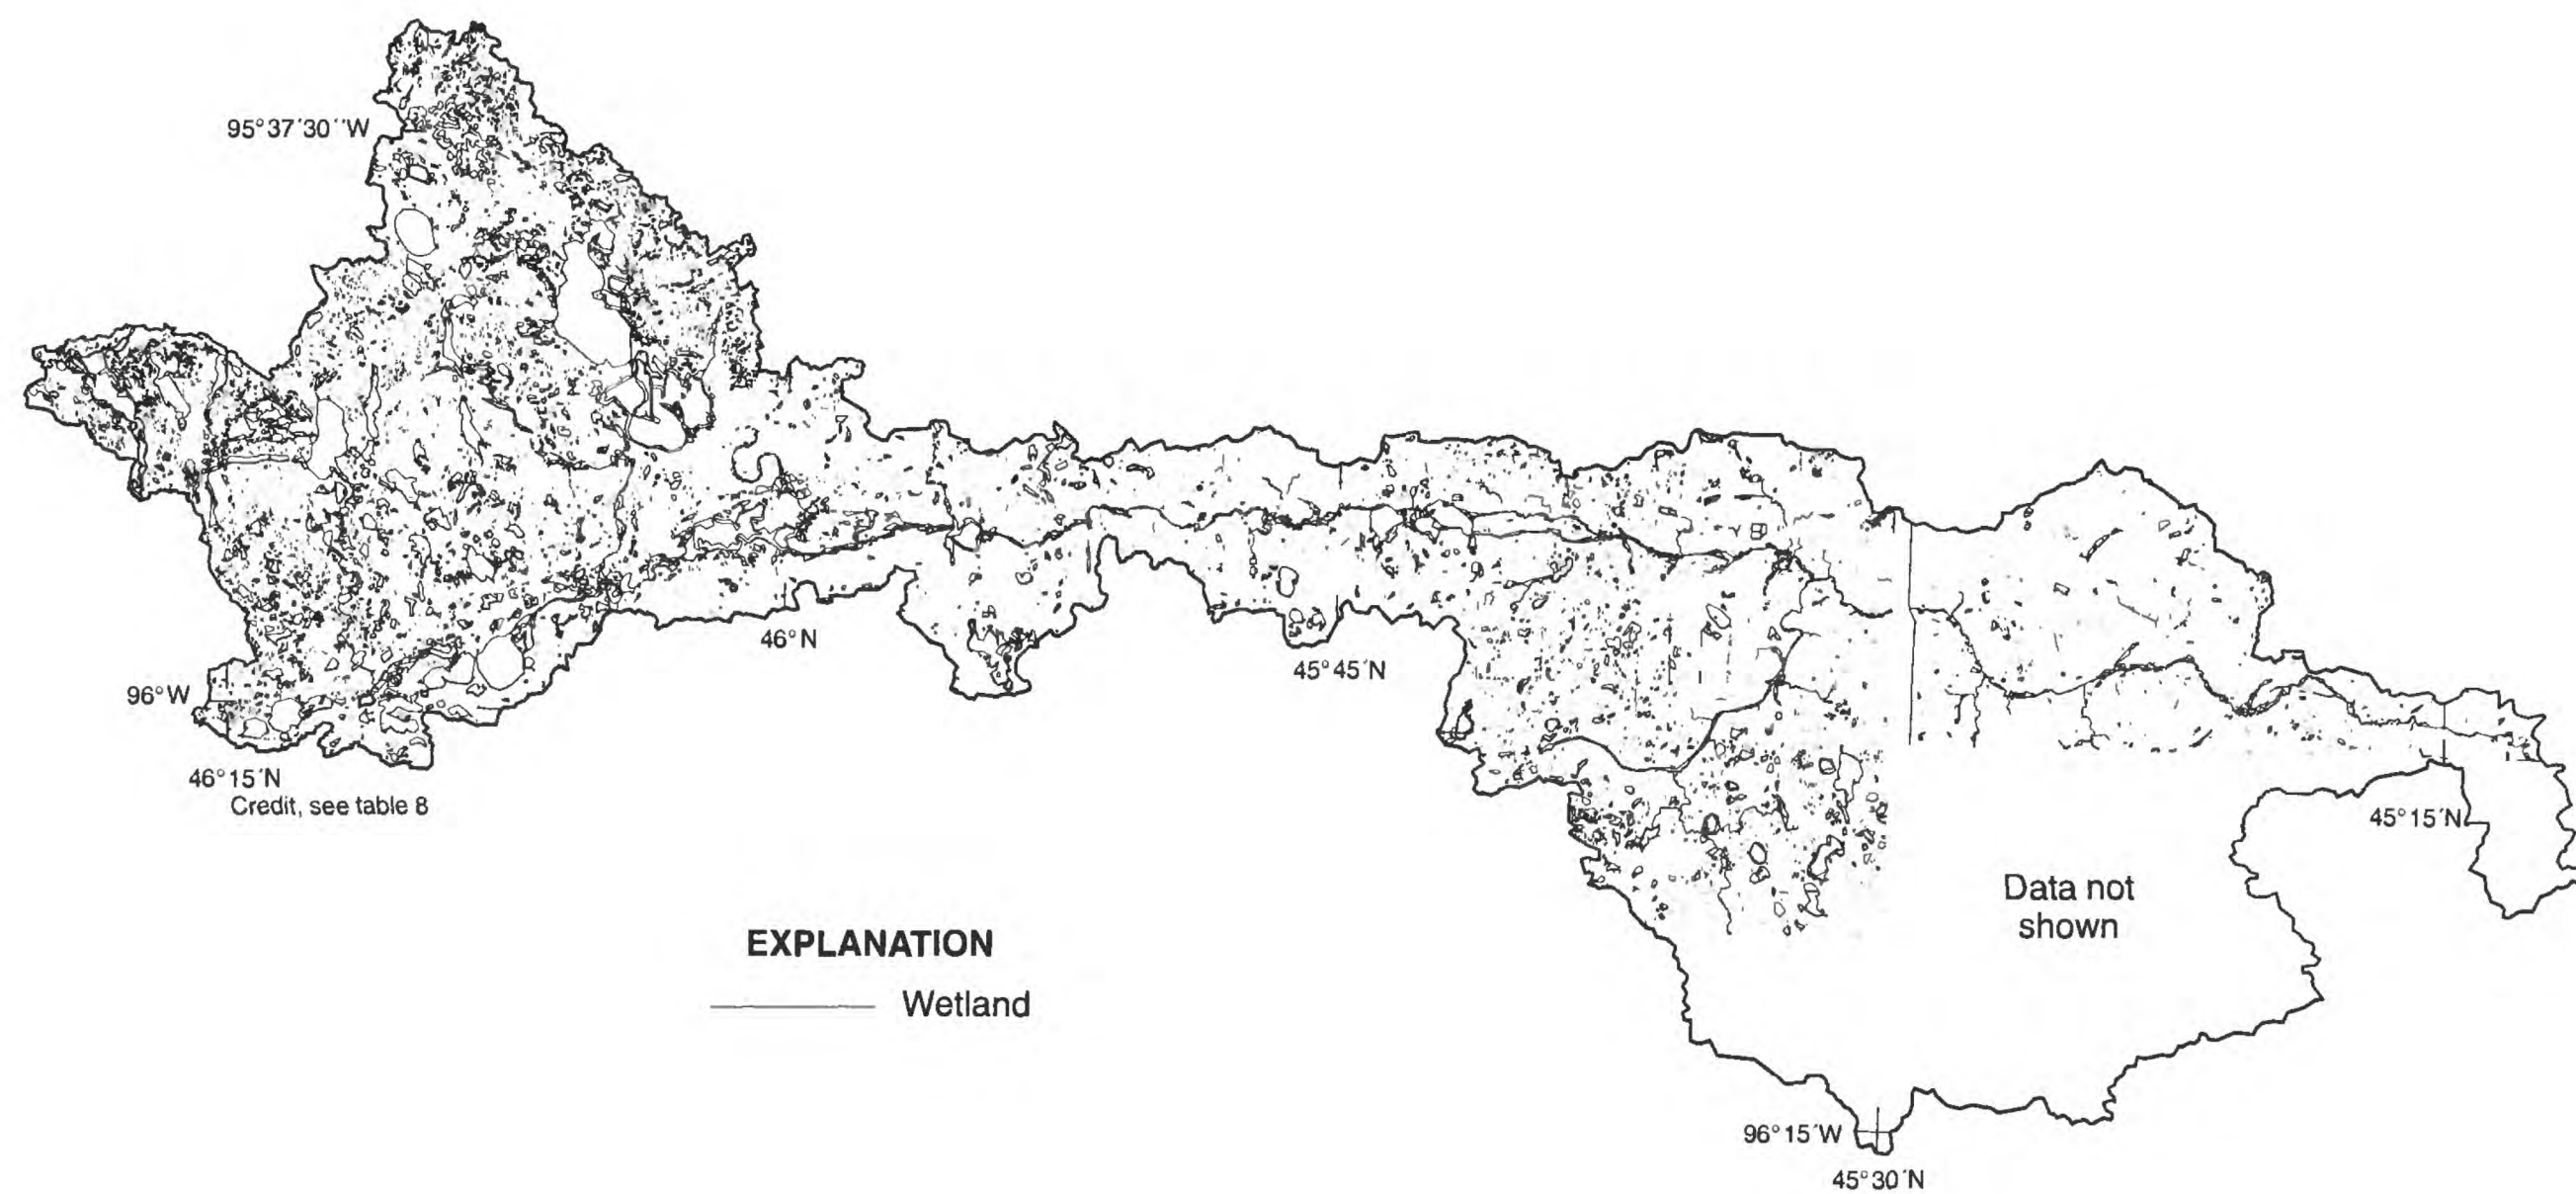 95°37'30"W
96°W
46°15'N
Credit, see table 8
46°N
45°45'N
45°15'N
Data not
shown
EXPLANATION
Wetland
96°15'W
45°30'N